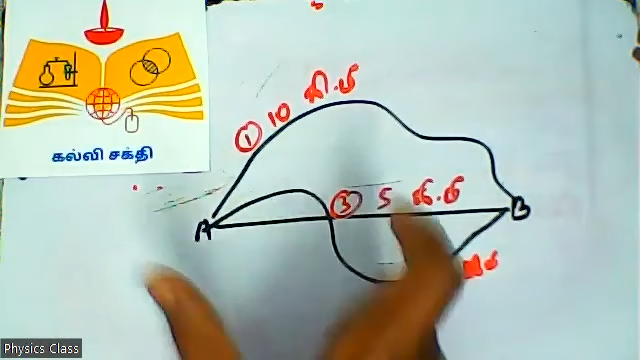 கல்வி சக்தி
① 10 கி.மீ
③ 5 கி.மீ
A
B
Physics Class